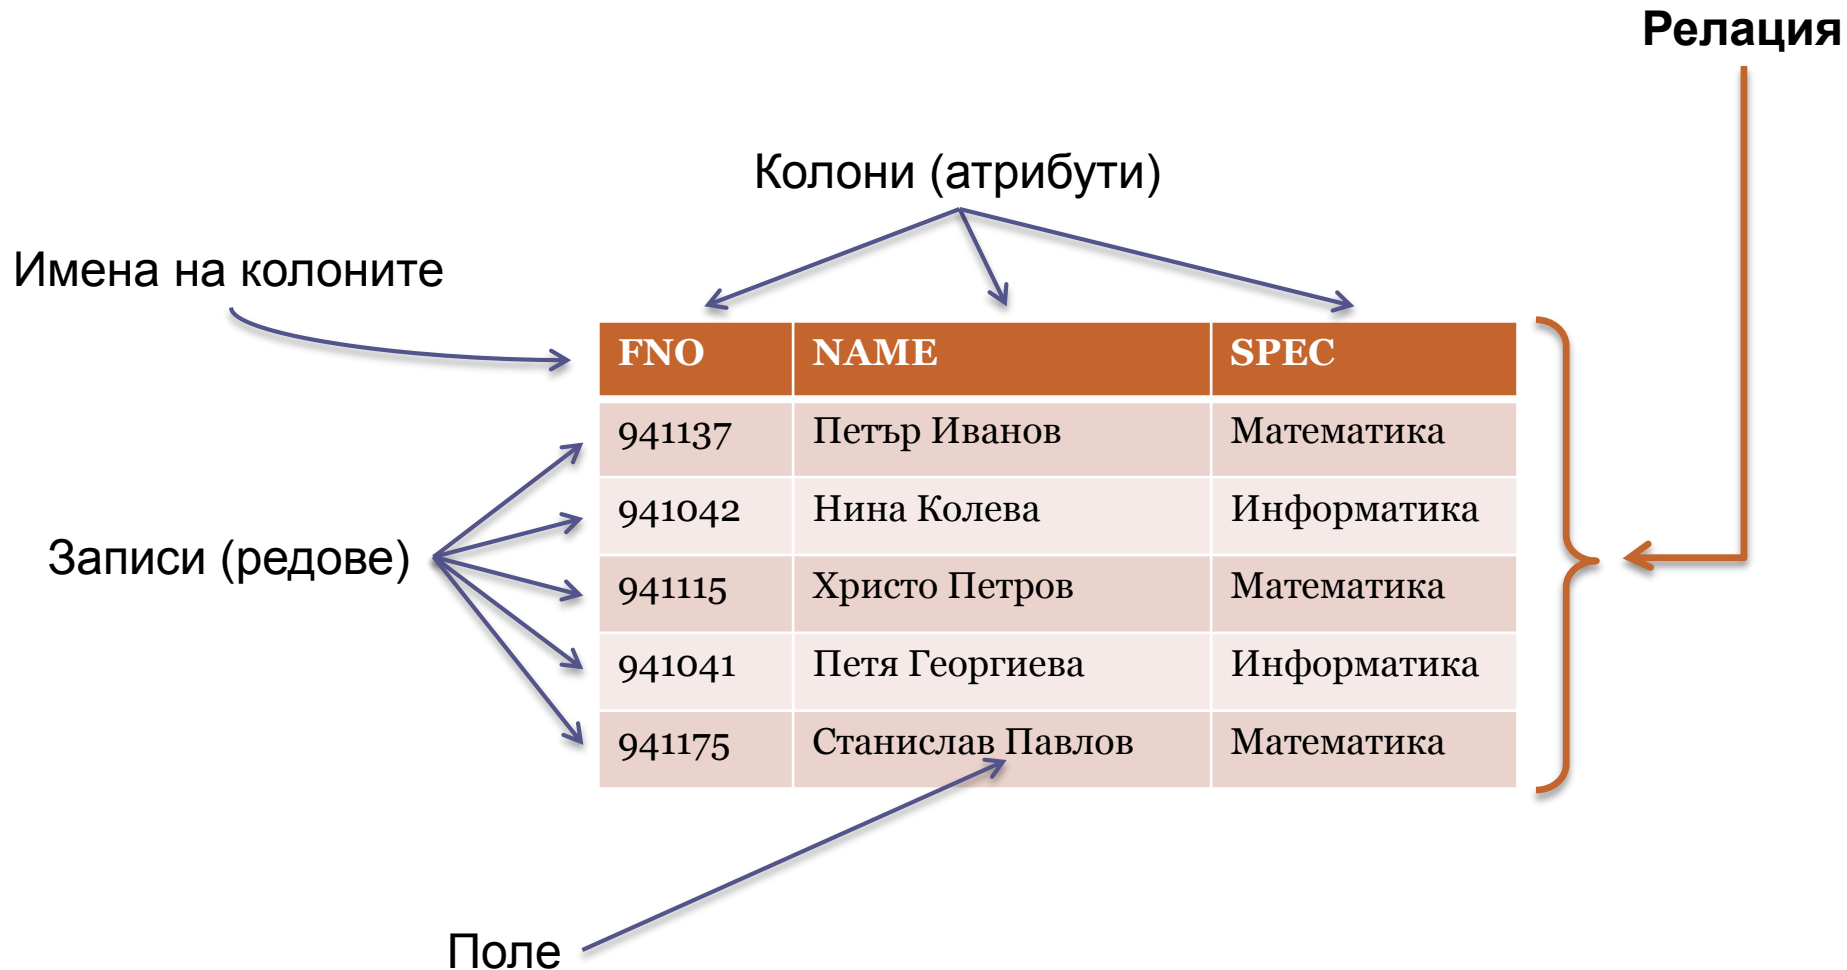 Релация
Колони (атрибути)
Имена на колоните
FNO NAME SPEC
941137 Петър Иванов Математика
941042 Нина Колева Информатика
Записи (редове)
941115 Христо Петров Математика
941041 Петя Георгиева Информатика
941175 Станислав Павлов Математика
Поле